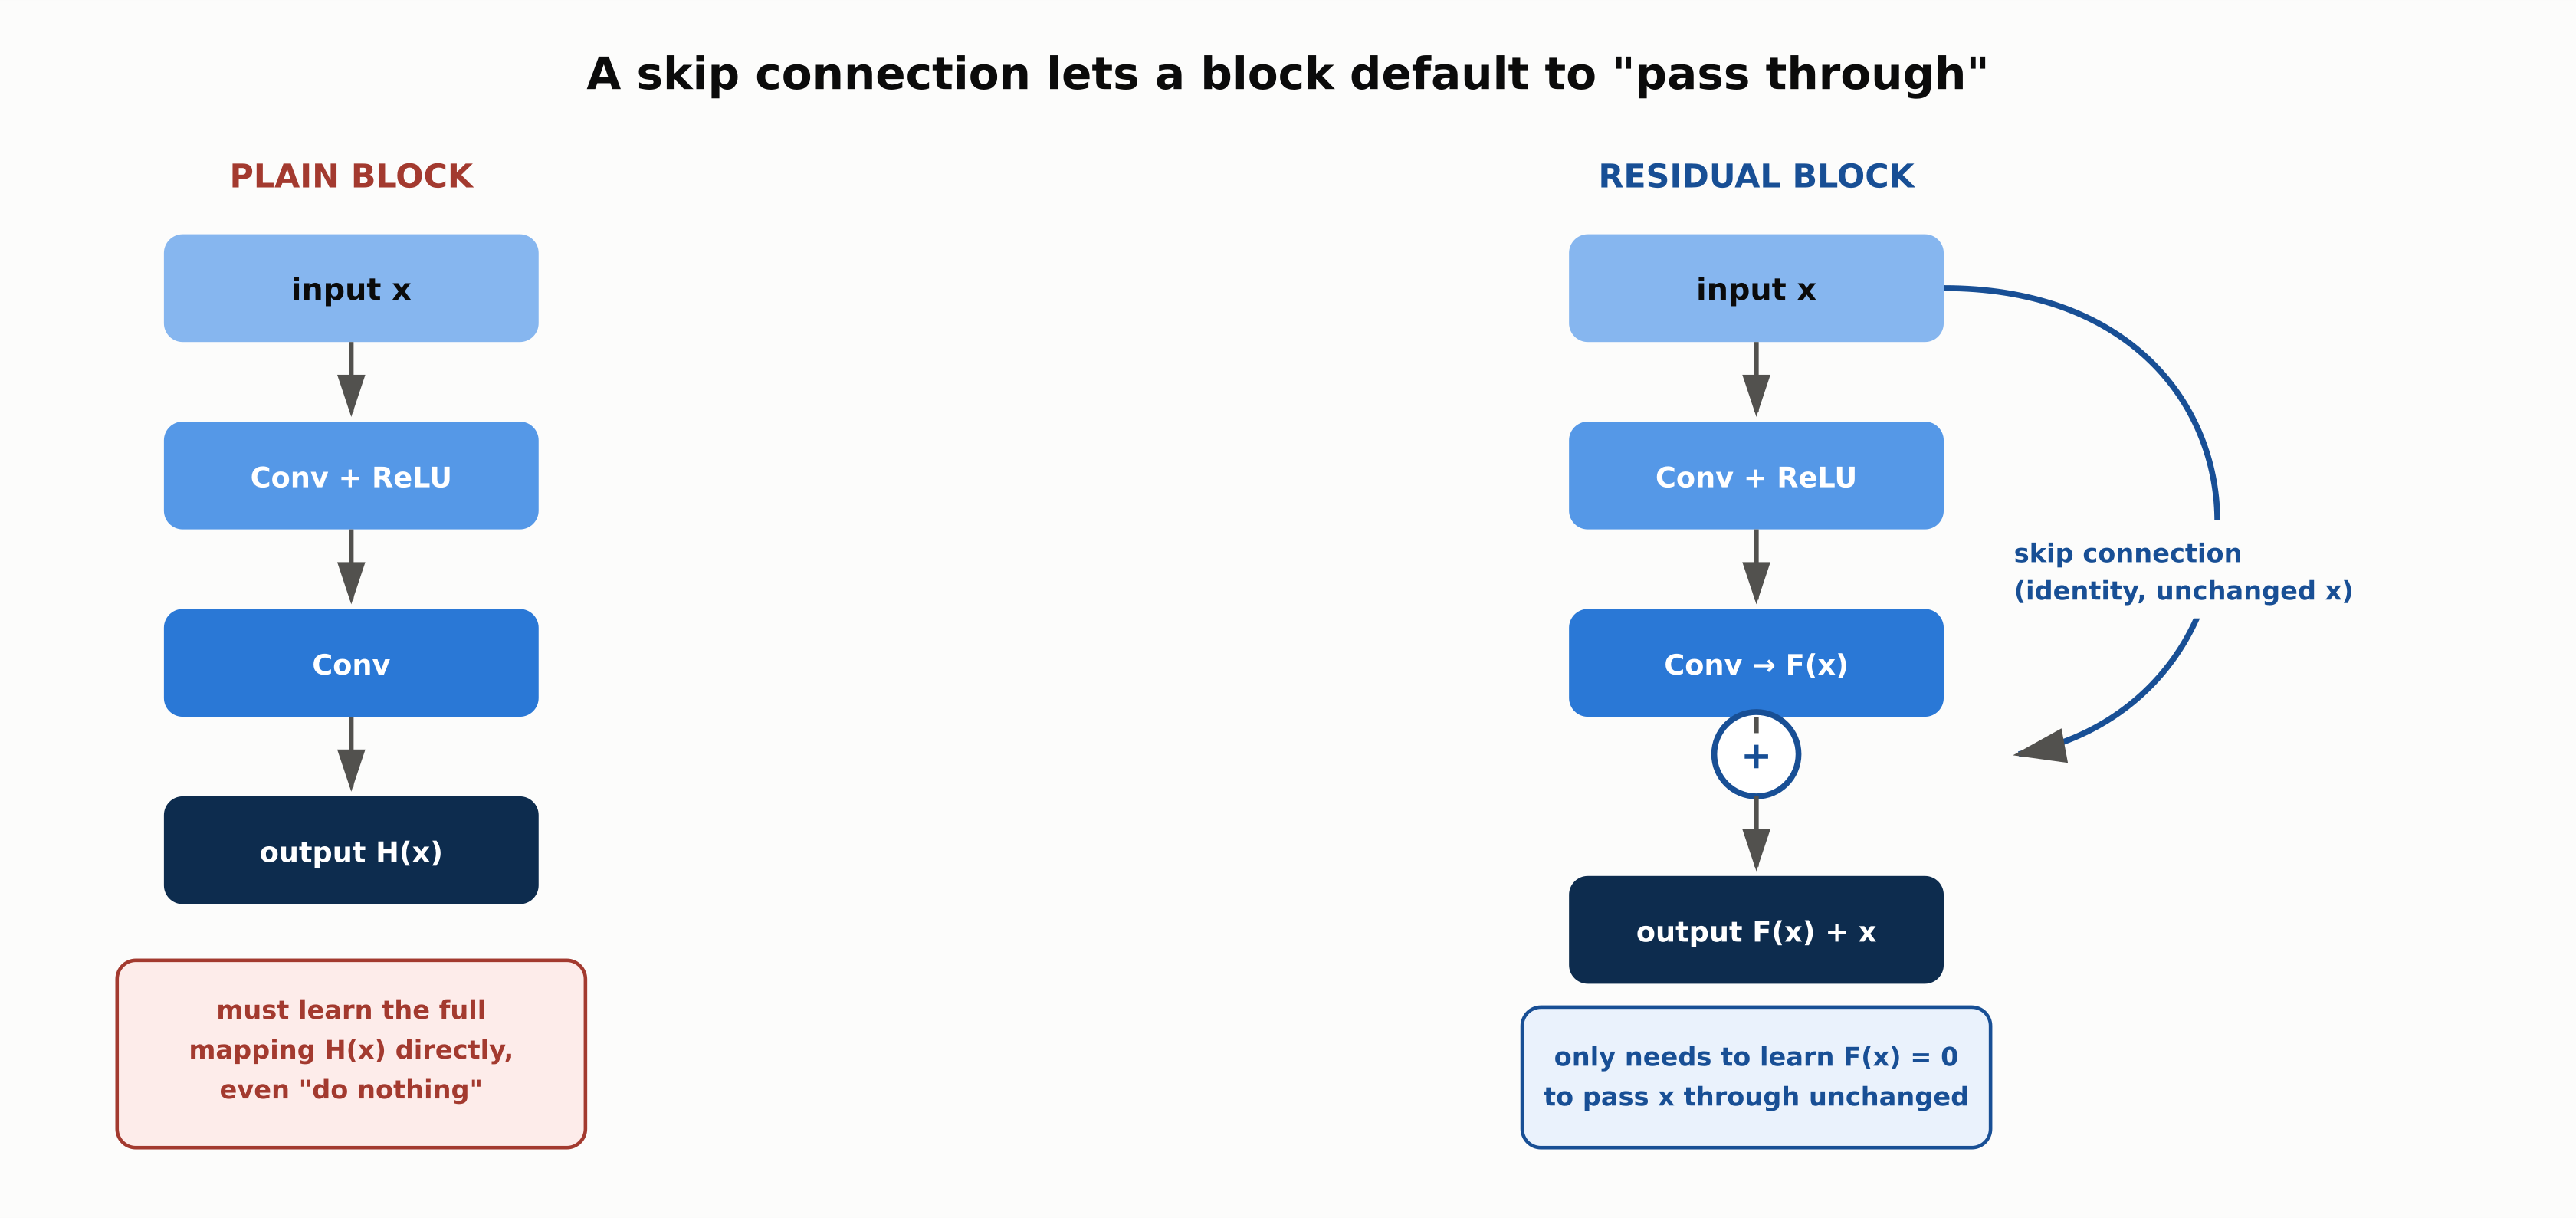 A skip connection lets a block default to "pass through"
PLAIN BLOCK
input x
Conv + ReLU
Conv
output H(x)
must learn the full
mapping H(x) directly,
even "do nothing"
RESIDUAL BLOCK
input x
Conv + ReLU
Conv → F(x)
+
skip connection
(identity, unchanged x)
output F(x) + x
only needs to learn F(x) = 0
to pass x through unchanged